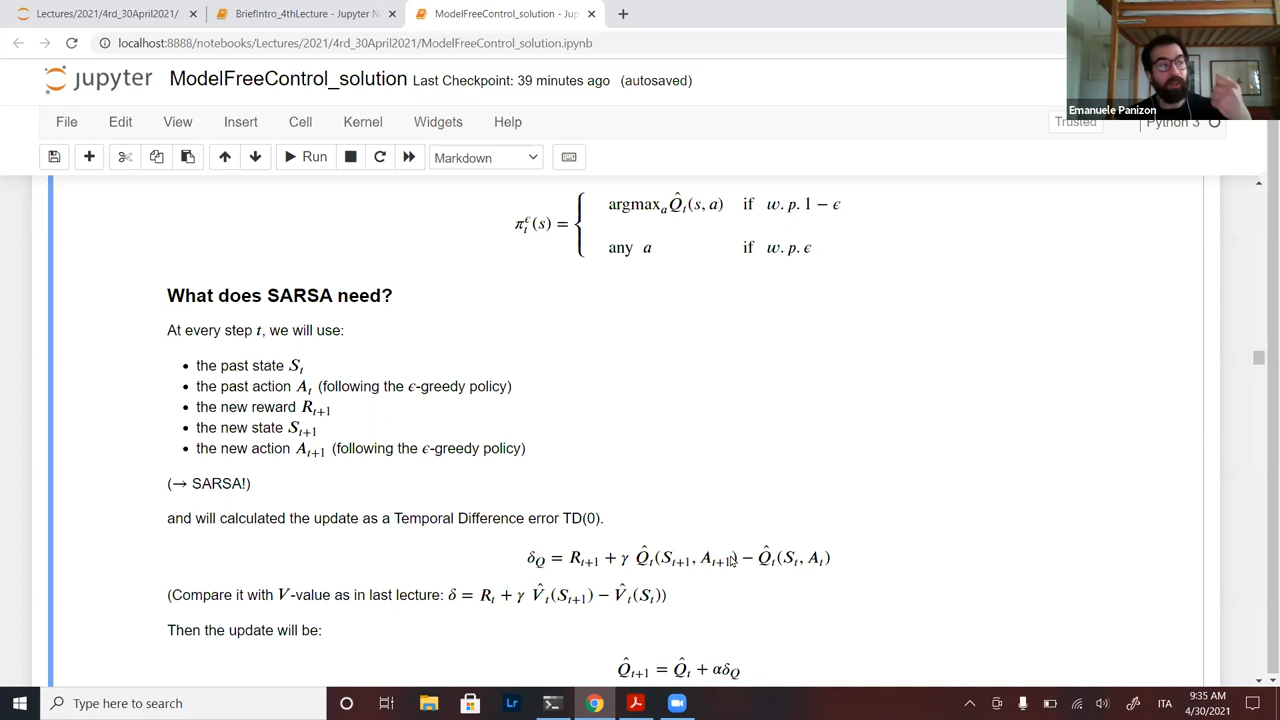 Lectures/2021/4rd_30April2021/
BriefIntro_4thLecture - Jupyter N
ModelFreeControl_solution - Jup
localhost:8888/notebooks/Lectures/2021/4rd_30April2021/ModelFreeControl_solution.ipynb
jupyter ModelFreeControl_solution Last Checkpoint: 39 minutes ago (autosaved)
Emanuele Panizon
File Edit View Insert Cell Kernel Widgets Help
Trusted Python 3
Run Markdown
π_t^ϵ(s) = { argmax_a Q̂_t(s, a) if w. p. 1 − ϵ
any a if w. p. ϵ
What does SARSA need?
At every step t, we will use:
• the past state S_t
• the past action A_t (following the ϵ-greedy policy)
• the new reward R_{t+1}
• the new state S_{t+1}
• the new action A_{t+1} (following the ϵ-greedy policy)
(→ SARSA!)
and will calculated the update as a Temporal Difference error TD(0).
δ_Q = R_{t+1} + γ Q̂_t(S_{t+1}, A_{t+1}) − Q̂_t(S_t, A_t)
(Compare it with V-value as in last lecture: δ = R_t + γ V̂_t(S_{t+1}) − V̂_t(S_t))
Then the update will be:
Q̂_{t+1} = Q̂_t + αδ_Q
Type here to search
ITA
9:35 AM
4/30/2021